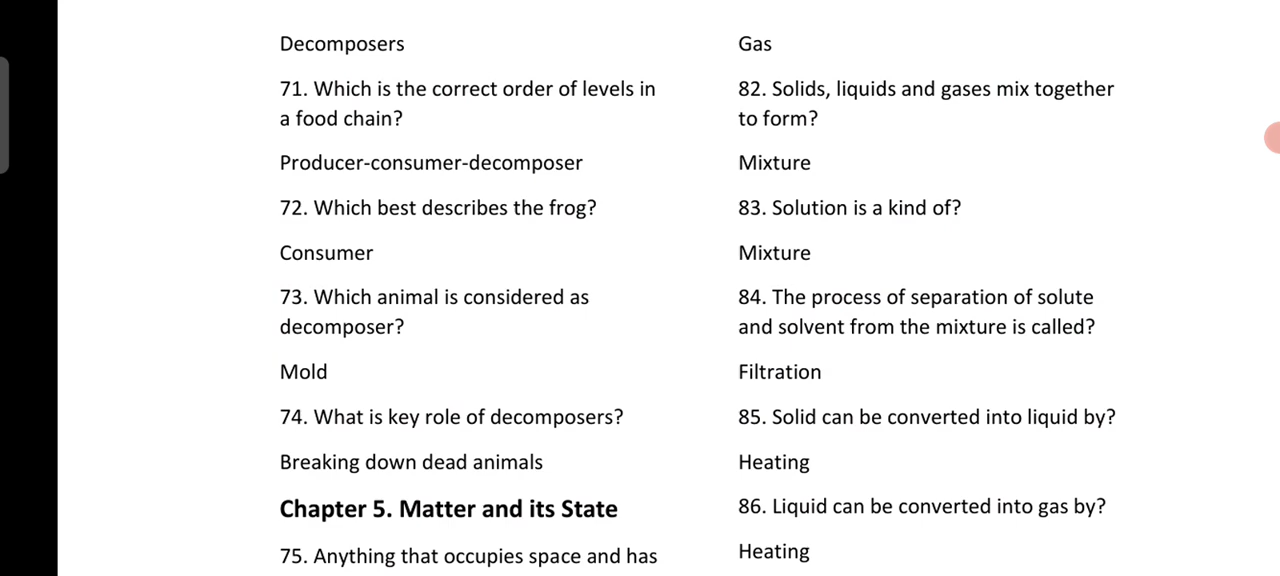 Decomposers
71. Which is the correct order of levels in
a food chain?
Producer-consumer-decomposer
72. Which best describes the frog?
Consumer
73. Which animal is considered as
decomposer?
Mold
74. What is key role of decomposers?
Breaking down dead animals
Chapter 5. Matter and its State
75. Anything that occupies space and has
Gas
82. Solids, liquids and gases mix together
to form?
Mixture
83. Solution is a kind of?
Mixture
84. The process of separation of solute
and solvent from the mixture is called?
Filtration
85. Solid can be converted into liquid by?
Heating
86. Liquid can be converted into gas by?
Heating